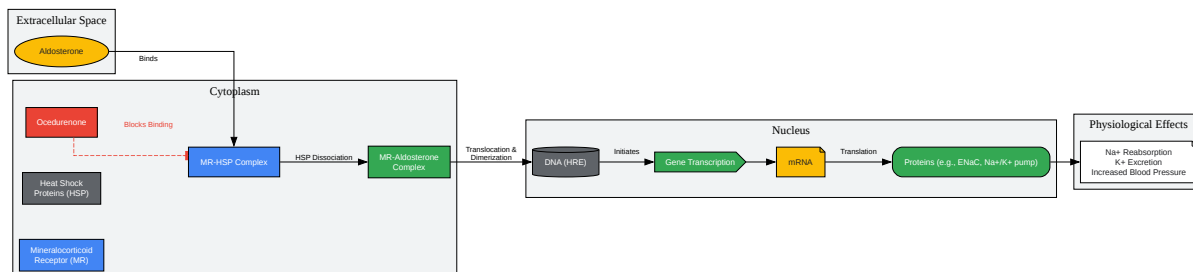 Extracellular Space
Aldosterone
Binds
Cytoplasm
Ocedurenone
Blocks Binding
MR-HSP Complex
HSP Dissociation
MR-Aldosterone
Complex
Heat Shock
Proteins (HSP)
Mineralocorticoid
Receptor (MR)
Translocation &
Dimerization
Nucleus
DNA (HRE)
Initiates
Gene Transcription
mRNA
Translation
Proteins (e.g., ENaC, Na+/K+ pump)
Physiological Effects
Na+ Reabsorption
K+ Excretion
Increased Blood Pressure